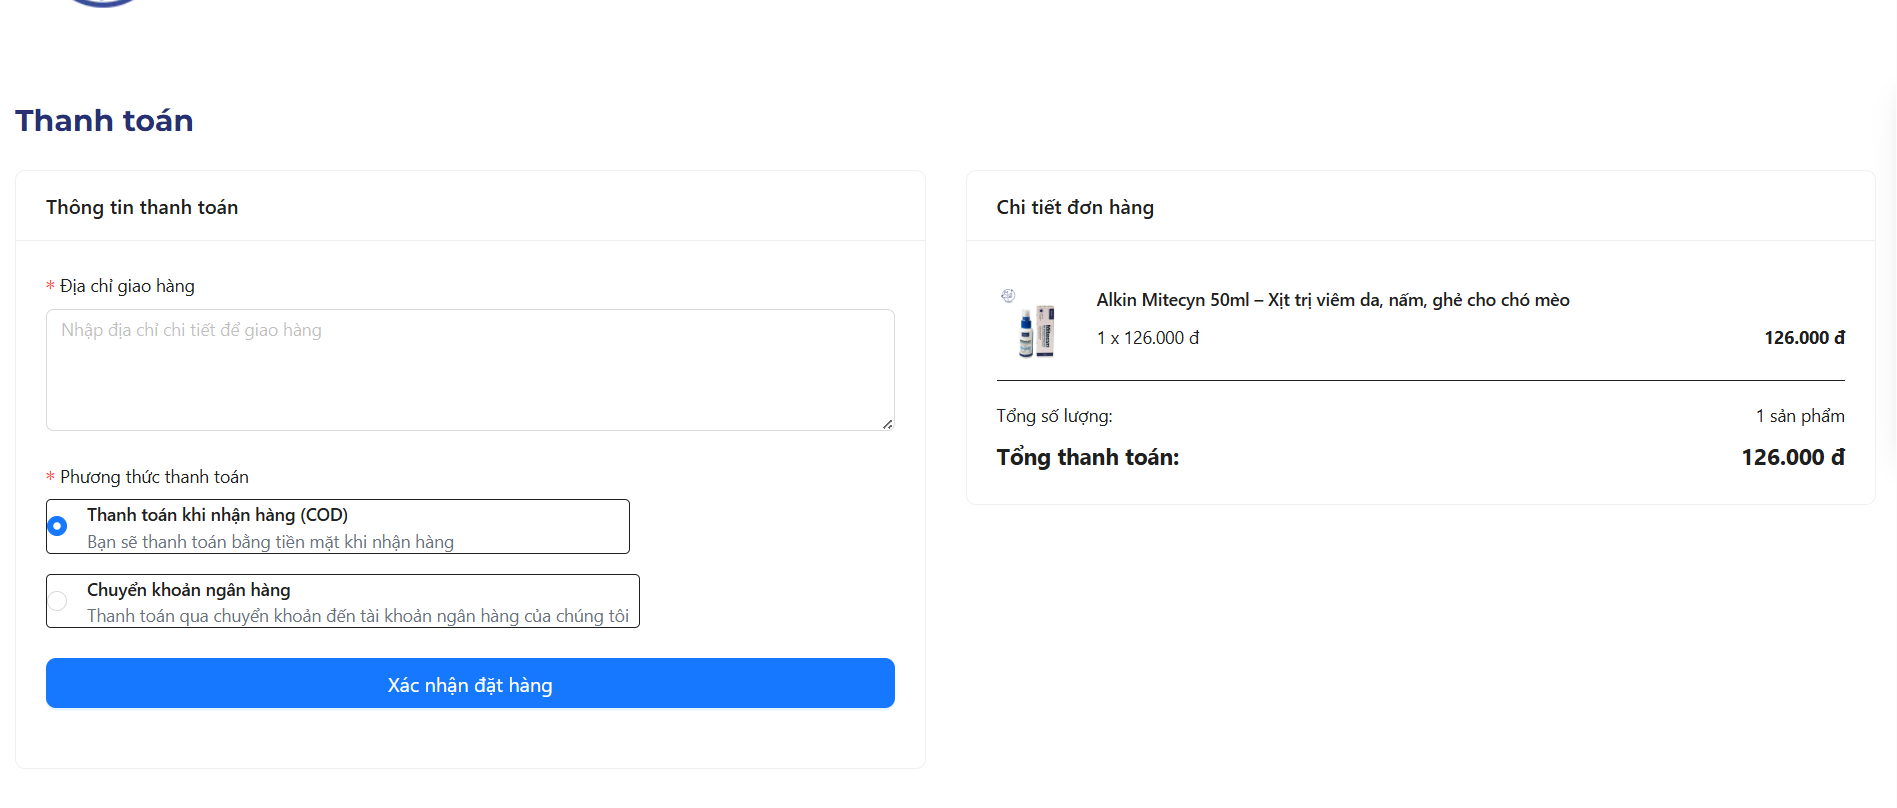 Thanh toán
Thông tin thanh toán
* Địa chỉ giao hàng
Nhập địa chỉ chi tiết để giao hàng
* Phương thức thanh toán
Thanh toán khi nhận hàng (COD)
Bạn sẽ thanh toán bằng tiền mặt khi nhận hàng
Chuyển khoản ngân hàng
Thanh toán qua chuyển khoản đến tài khoản ngân hàng của chúng tôi
Xác nhận đặt hàng
Chi tiết đơn hàng
Alkin Mitecyn 50ml – Xịt trị viêm da, nấm, ghẻ cho chó mèo
1 x 126.000 đ
126.000 đ
Tổng số lượng:
1 sản phẩm
Tổng thanh toán:
126.000 đ